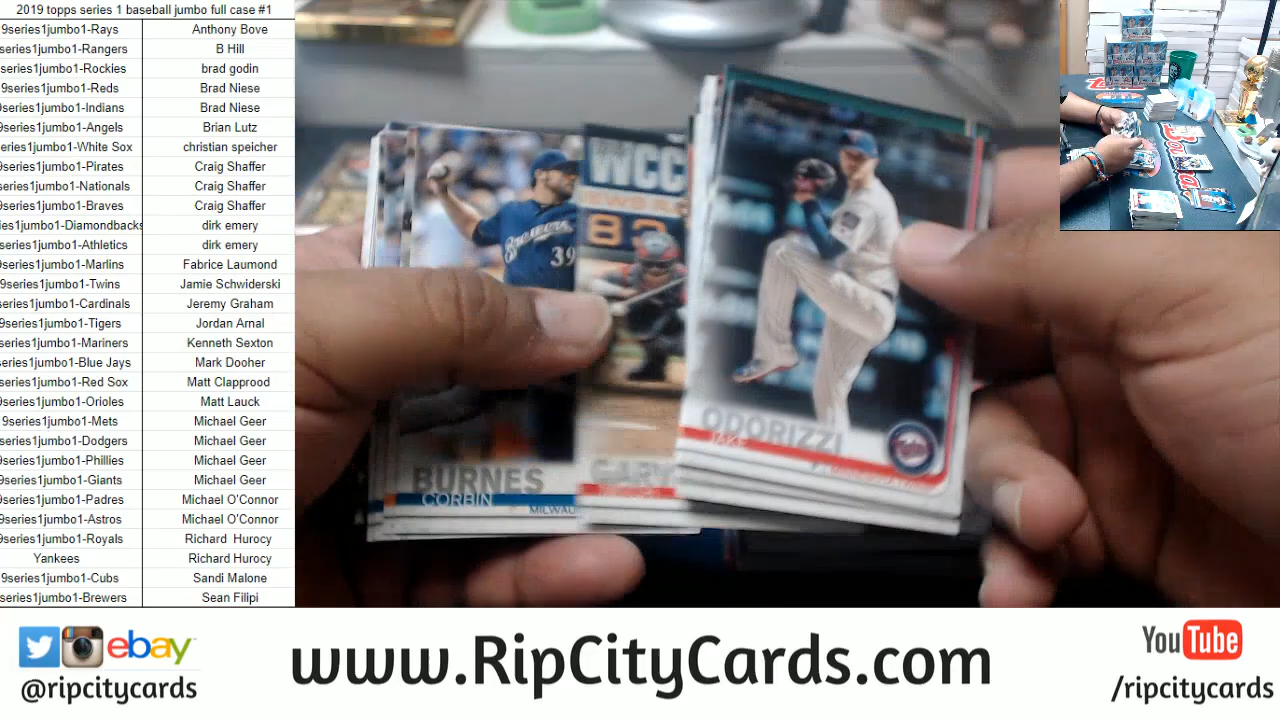 2019 topps series 1 baseball jumbo full case #1
9series1jumbo1-Rays Anthony Bove
series1jumbo1-Rangers B Hill
series1jumbo1-Rockies brad godin
9series1jumbo1-Reds Brad Niese
9series1jumbo1-Indians Brad Niese
9series1jumbo1-Angels Brian Lutz
eries1jumbo1-White Sox christian speicher
9series1jumbo1-Pirates Craig Shaffer
series1jumbo1-Nationals Craig Shaffer
9series1jumbo1-Braves Craig Shaffer
ies1jumbo1-Diamondbacks dirk emery
series1jumbo1-Athletics dirk emery
9series1jumbo1-Marlins Fabrice Laumond
9series1jumbo1-Twins Jamie Schwiderski
series1jumbo1-Cardinals Jeremy Graham
9series1jumbo1-Tigers Jordan Arnal
series1jumbo1-Mariners Kenneth Sexton
series1jumbo1-Blue Jays Mark Dooher
series1jumbo1-Red Sox Matt Clapprood
9series1jumbo1-Orioles Matt Lauck
9series1jumbo1-Mets Michael Geer
series1jumbo1-Dodgers Michael Geer
9series1jumbo1-Phillies Michael Geer
9series1jumbo1-Giants Michael Geer
9series1jumbo1-Padres Michael O'Connor
9series1jumbo1-Astros Michael O'Connor
9series1jumbo1-Royals Richard Hurocy
Yankees Richard Hurocy
9series1jumbo1-Cubs Sandi Malone
series1jumbo1-Brewers Sean Filipi
Brewers
39
BURNES
CORBIN
MILWAU
WCC
83
ODORIZZI
JAKE
Twins
ebay
@ripcitycards
www.RipCityCards.com
YouTube
/ripcitycards